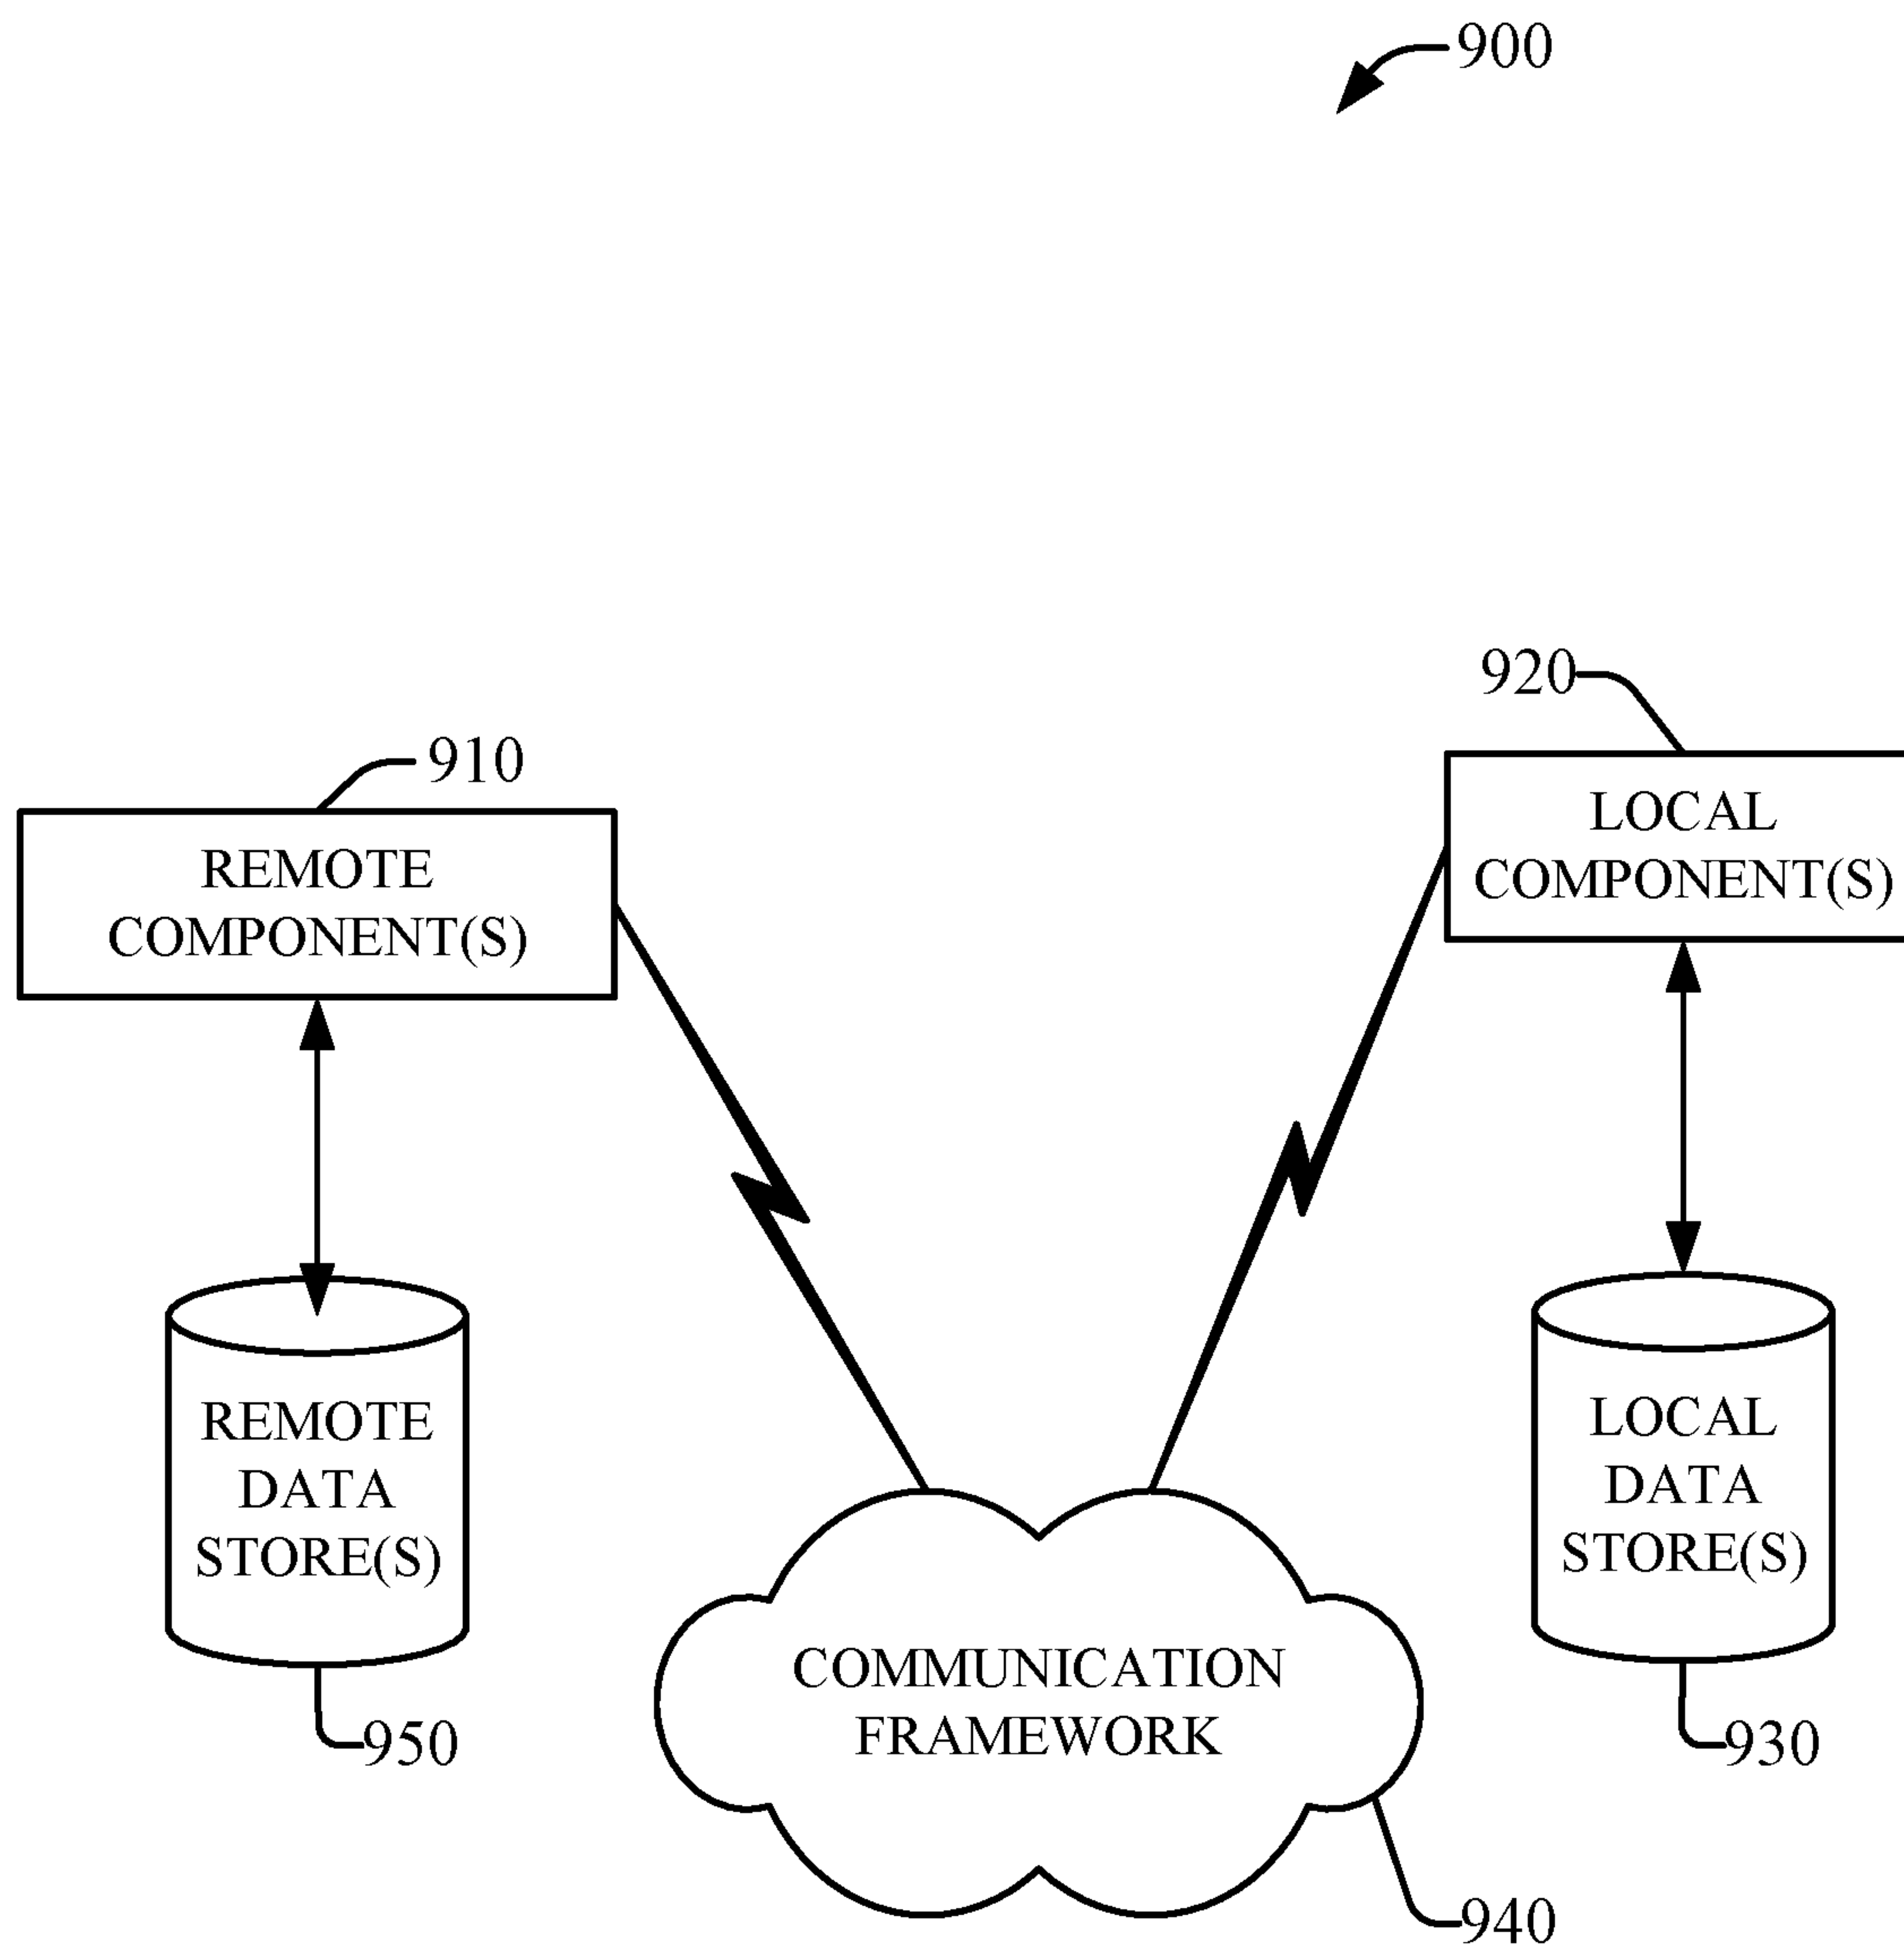 900
920
910
LOCAL
COMPONENT(S)
REMOTE
COMPONENT(S)
REMOTE
DATA
STORE(S)
LOCAL
DATA
STORE(S)
COMMUNICATION
FRAMEWORK
950
930
940